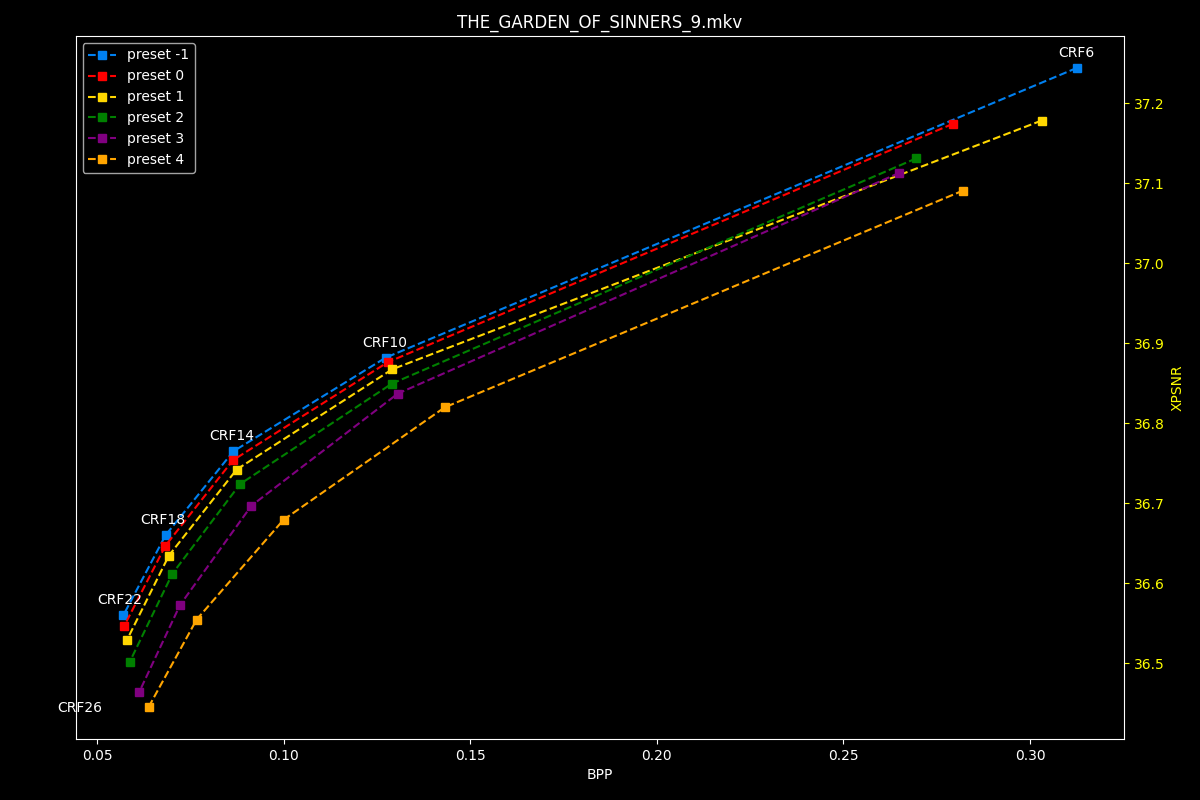 THE_GARDEN_OF_SINNERS_9.mkv
preset -1
preset 0
preset 1
preset 2
preset 3
preset 4
CRF6
CRF10
CRF14
CRF18
CRF22
CRF26
37.2
37.1
37.0
36.9
36.8
36.7
36.6
36.5
XPSNR
0.05 0.10 0.15 0.20 0.25 0.30
BPP